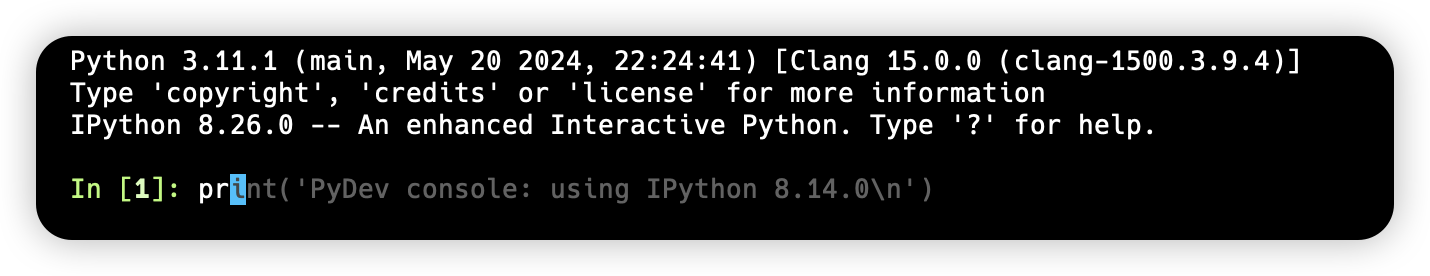 Python 3.11.1 (main, May 20 2024, 22:24:41) [Clang 15.0.0 (clang-1500.3.9.4)]
Type 'copyright', 'credits' or 'license' for more information
IPython 8.26.0 -- An enhanced Interactive Python. Type '?' for help.
In [1]: print('PyDev console: using IPython 8.14.0\n')